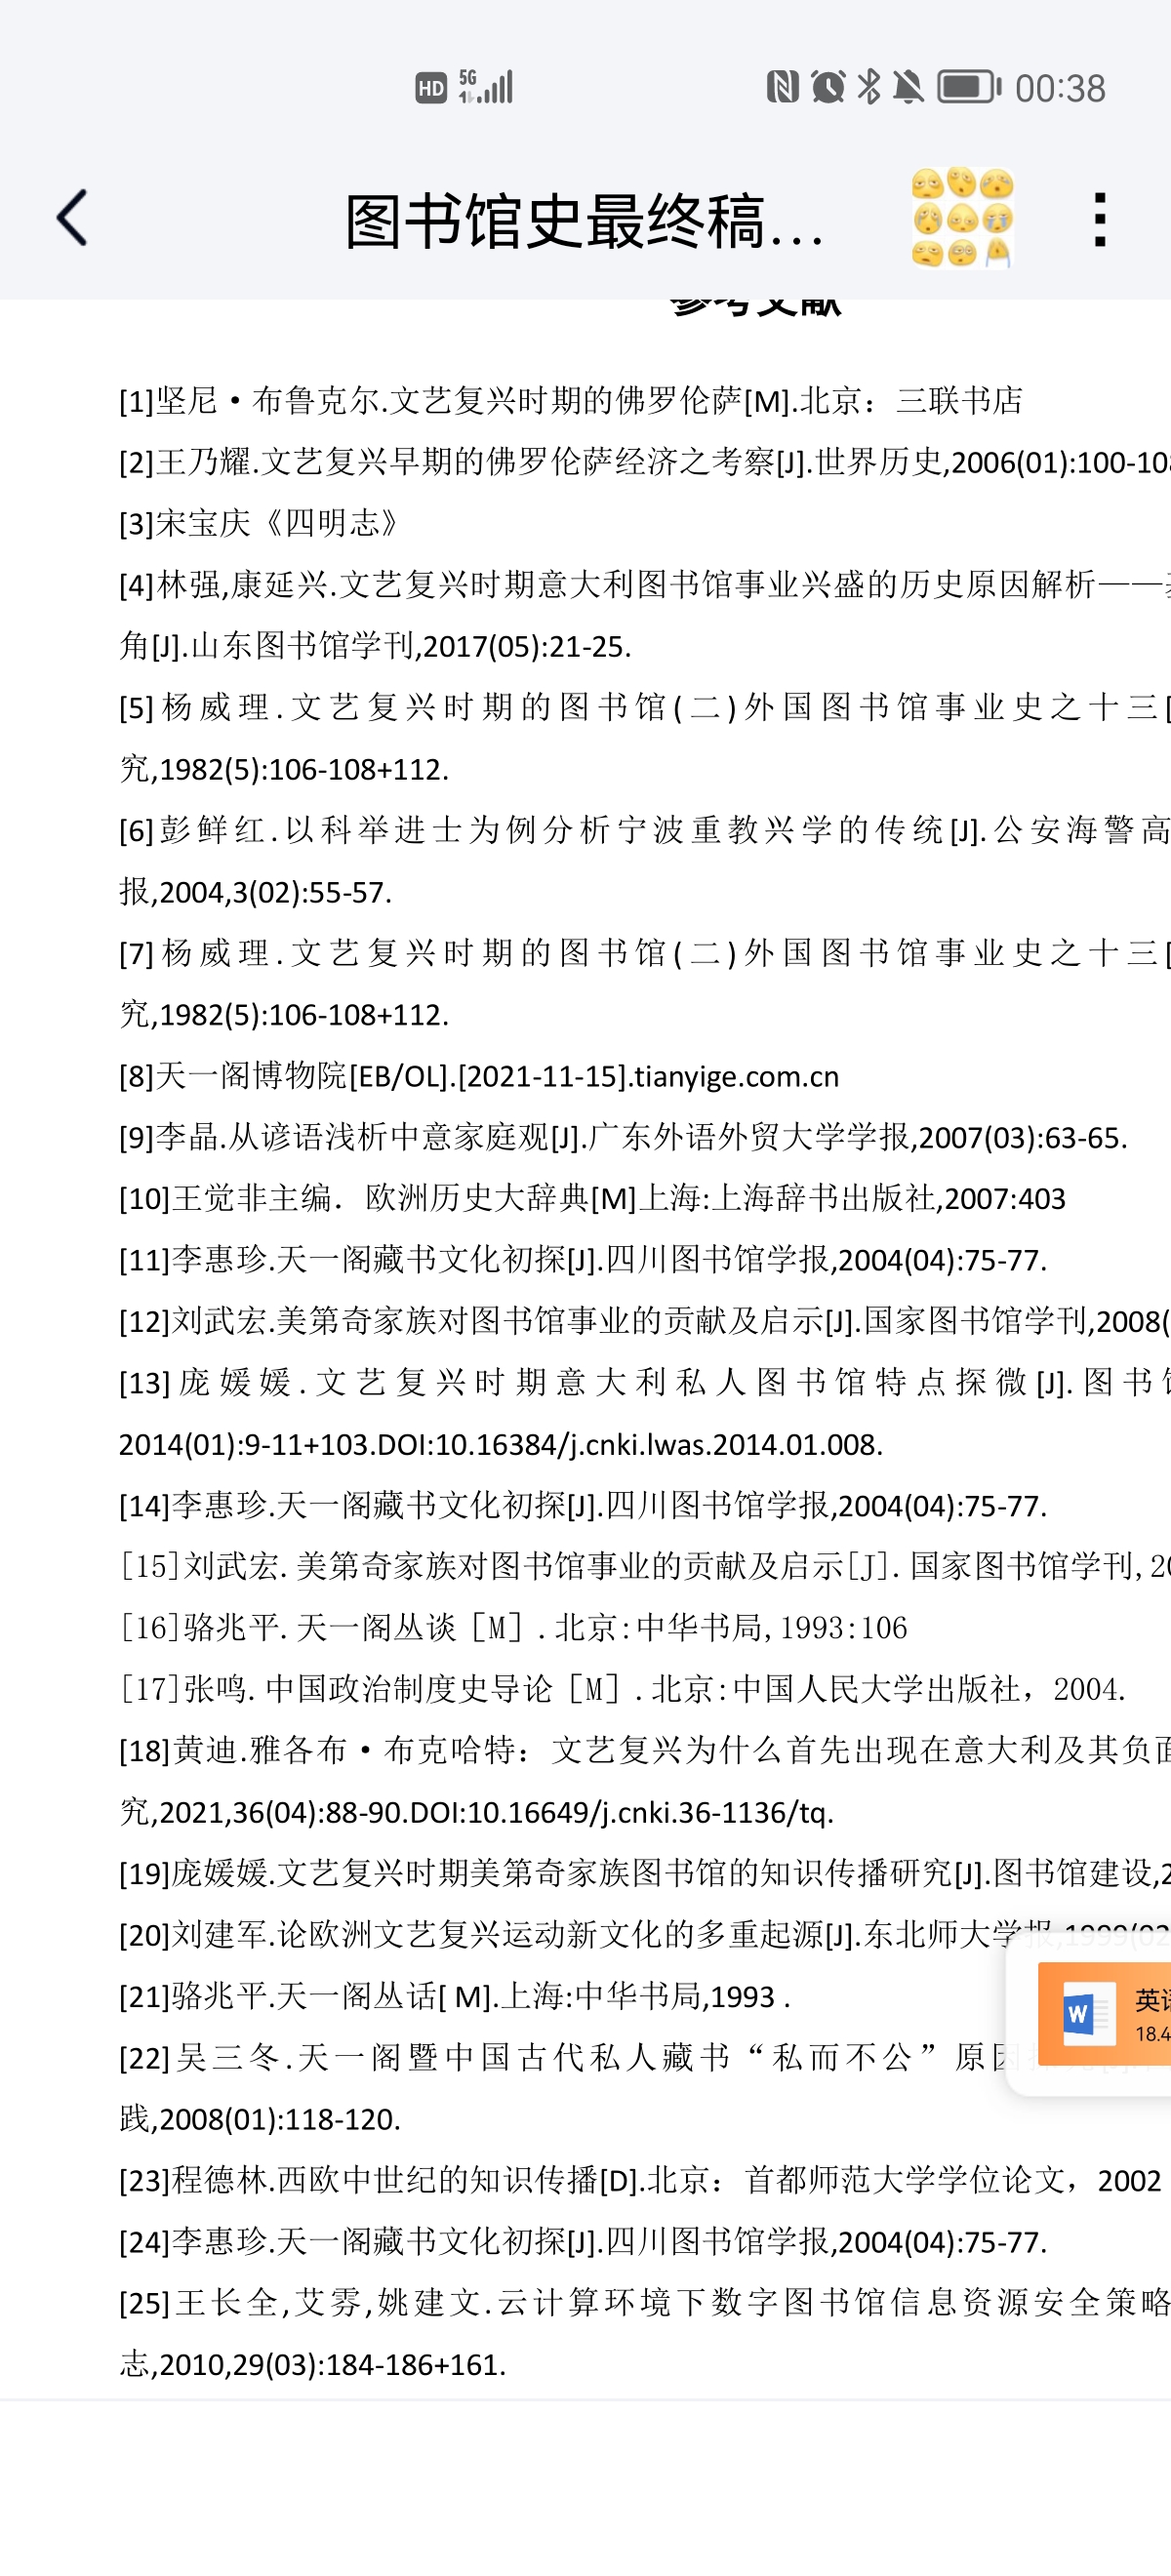 HD 5G 00:38
图书馆史最终稿...
参考文献
[1]坚尼·布鲁克尔.文艺复兴时期的佛罗伦萨[M].北京：三联书店
[2]王乃耀.文艺复兴早期的佛罗伦萨经济之考察[J].世界历史,2006(01):100-108
[3]宋宝庆《四明志》
[4]林强,康延兴.文艺复兴时期意大利图书馆事业兴盛的历史原因解析——
角[J].山东图书馆学刊,2017(05):21-25.
[5]杨威理.文艺复兴时期的图书馆(二)外国图书馆事业史之十三[
究,1982(5):106-108+112.
[6]彭鲜红.以科举进士为例分析宁波重教兴学的传统[J].公安海警高
报,2004,3(02):55-57.
[7]杨威理.文艺复兴时期的图书馆(二)外国图书馆事业史之十三[
究,1982(5):106-108+112.
[8]天一阁博物院[EB/OL].[2021-11-15].tianyige.com.cn
[9]李晶.从谚语浅析中意家庭观[J].广东外语外贸大学学报,2007(03):63-65.
[10]王觉非主编．欧洲历史大辞典[M]上海:上海辞书出版社,2007:403
[11]李惠珍.天一阁藏书文化初探[J].四川图书馆学报,2004(04):75-77.
[12]刘武宏.美第奇家族对图书馆事业的贡献及启示[J].国家图书馆学刊,2008(
[13]庞媛媛.文艺复兴时期意大利私人图书馆特点探微[J].图书馆
2014(01):9-11+103.DOI:10.16384/j.cnki.lwas.2014.01.008.
[14]李惠珍.天一阁藏书文化初探[J].四川图书馆学报,2004(04):75-77.
[15]刘武宏.美第奇家族对图书馆事业的贡献及启示[J].国家图书馆学刊,20
[16]骆兆平.天一阁丛谈［M］.北京:中华书局,1993:106
[17]张鸣.中国政治制度史导论［M］.北京:中国人民大学出版社，2004.
[18]黄迪.雅各布·布克哈特：文艺复兴为什么首先出现在意大利及其负面
究,2021,36(04):88-90.DOI:10.16649/j.cnki.36-1136/tq.
[19]庞媛媛.文艺复兴时期美第奇家族图书馆的知识传播研究[J].图书馆建设,2
[20]刘建军.论欧洲文艺复兴运动新文化的多重起源[J].东北师大学报,1999(02
[21]骆兆平.天一阁丛话[ M].上海:中华书局,1993 .
英语
W
18.4
[22]吴三冬.天一阁暨中国古代私人藏书“私而不公”原因
践,2008(01):118-120.
[23]程德林.西欧中世纪的知识传播[D].北京：首都师范大学学位论文，2002
[24]李惠珍.天一阁藏书文化初探[J].四川图书馆学报,2004(04):75-77.
[25]王长全,艾雰,姚建文.云计算环境下数字图书馆信息资源安全策略
志,2010,29(03):184-186+161.